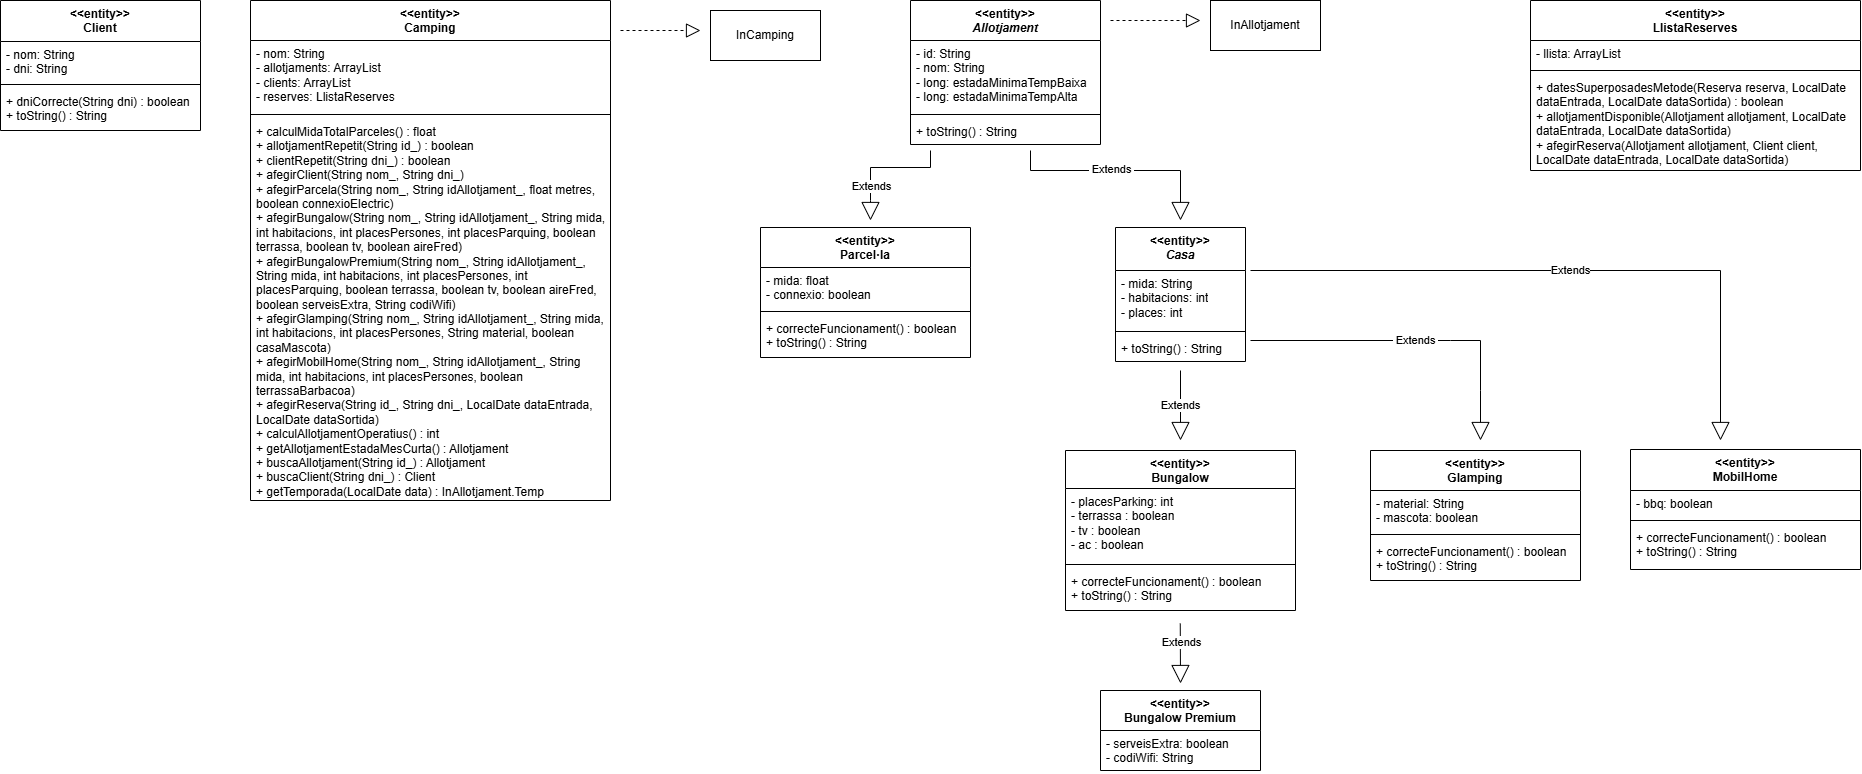 <<entity>>
Client
- nom: String
- dni: String
+ dniCorrecte(String dni) : boolean
+ toString() : String
<<entity>>
Camping
- nom: String
- allotjaments: ArrayList
- clients: ArrayList
- reserves: LlistaReserves
+ calculMidaTotalParceles() : float
+ allotjamentRepetit(String id_) : boolean
+ clientRepetit(String dni_) : boolean
+ afegirClient(String nom_, String dni_)
+ afegirParcela(String nom_, String idAllotjament_, float metres,
boolean connexioElectric)
+ afegirBungalow(String nom_, String idAllotjament_, String mida,
int habitacions, int placesPersones, int placesParquing, boolean
terrassa, boolean tv, boolean aireFred)
+ afegirBungalowPremium(String nom_, String idAllotjament_,
String mida, int habitacions, int placesPersones, int
placesParquing, boolean terrassa, boolean tv, boolean aireFred,
boolean serveisExtra, String codiWifi)
+ afegirGlamping(String nom_, String idAllotjament_, String mida,
int habitacions, int placesPersones, String material, boolean
casaMascota)
+ afegirMobilHome(String nom_, String idAllotjament_, String
mida, int habitacions, int placesPersones, boolean
terrassaBarbacoa)
+ afegirReserva(String id_, String dni_, LocalDate dataEntrada,
LocalDate dataSortida)
+ calculAllotjamentOperatius() : int
+ getAllotjamentEstadaMesCurta() : Allotjament
+ buscaAllotjament(String id_) : Allotjament
+ buscaClient(String dni_) : Client
+ getTemporada(LocalDate data) : InAllotjament.Temp
InCamping
<<entity>>
Allotjament
- id: String
- nom: String
- long: estadaMinimaTempBaixa
- long: estadaMinimaTempAlta
+ toString() : String
InAllotjament
<<entity>>
LlistaReserves
- llista: ArrayList
+ datesSuperposadesMetode(Reserva reserva, LocalDate
dataEntrada, LocalDate dataSortida) : boolean
+ allotjamentDisponible(Allotjament allotjament, LocalDate
dataEntrada, LocalDate dataSortida)
+ afegirReserva(Allotjament allotjament, Client client,
LocalDate dataEntrada, LocalDate dataSortida)
Extends
Extends
<<entity>>
Parcel·la
- mida: float
- connexio: boolean
+ correcteFuncionament() : boolean
+ toString() : String
<<entity>>
Casa
- mida: String
- habitacions: int
- places: int
+ toString() : String
Extends
Extends
Extends
<<entity>>
Bungalow
- placesParking: int
- terrassa : boolean
- tv : boolean
- ac : boolean
+ correcteFuncionament() : boolean
+ toString() : String
<<entity>>
Glamping
- material: String
- mascota: boolean
+ correcteFuncionament() : boolean
+ toString() : String
<<entity>>
MobilHome
- bbq: boolean
+ correcteFuncionament() : boolean
+ toString() : String
Extends
<<entity>>
Bungalow Premium
- serveisExtra: boolean
- codiWifi: String